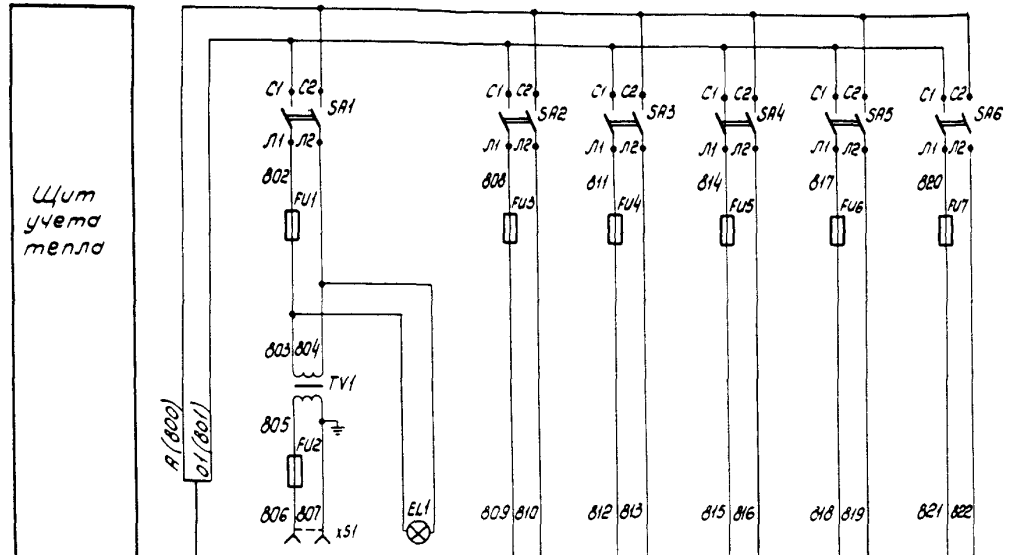 Щит
учета
тепла
А(800)
01(801)
С1 С2
SA1
Л1 Л2
802
FU1
803 804
TV1
805
FU2
806 807
XS1
EL1
С1 С2
SA2
Л1 Л2
808
FU3
809 810
С1 С2
SA3
Л1 Л2
811
FU4
812 813
С1 С2
SA4
Л1 Л2
814
FU5
815 816
С1 С2
SA5
Л1 Л2
817
FU6
818 819
С1 С2
SA6
Л1 Л2
820
FU7
821 822